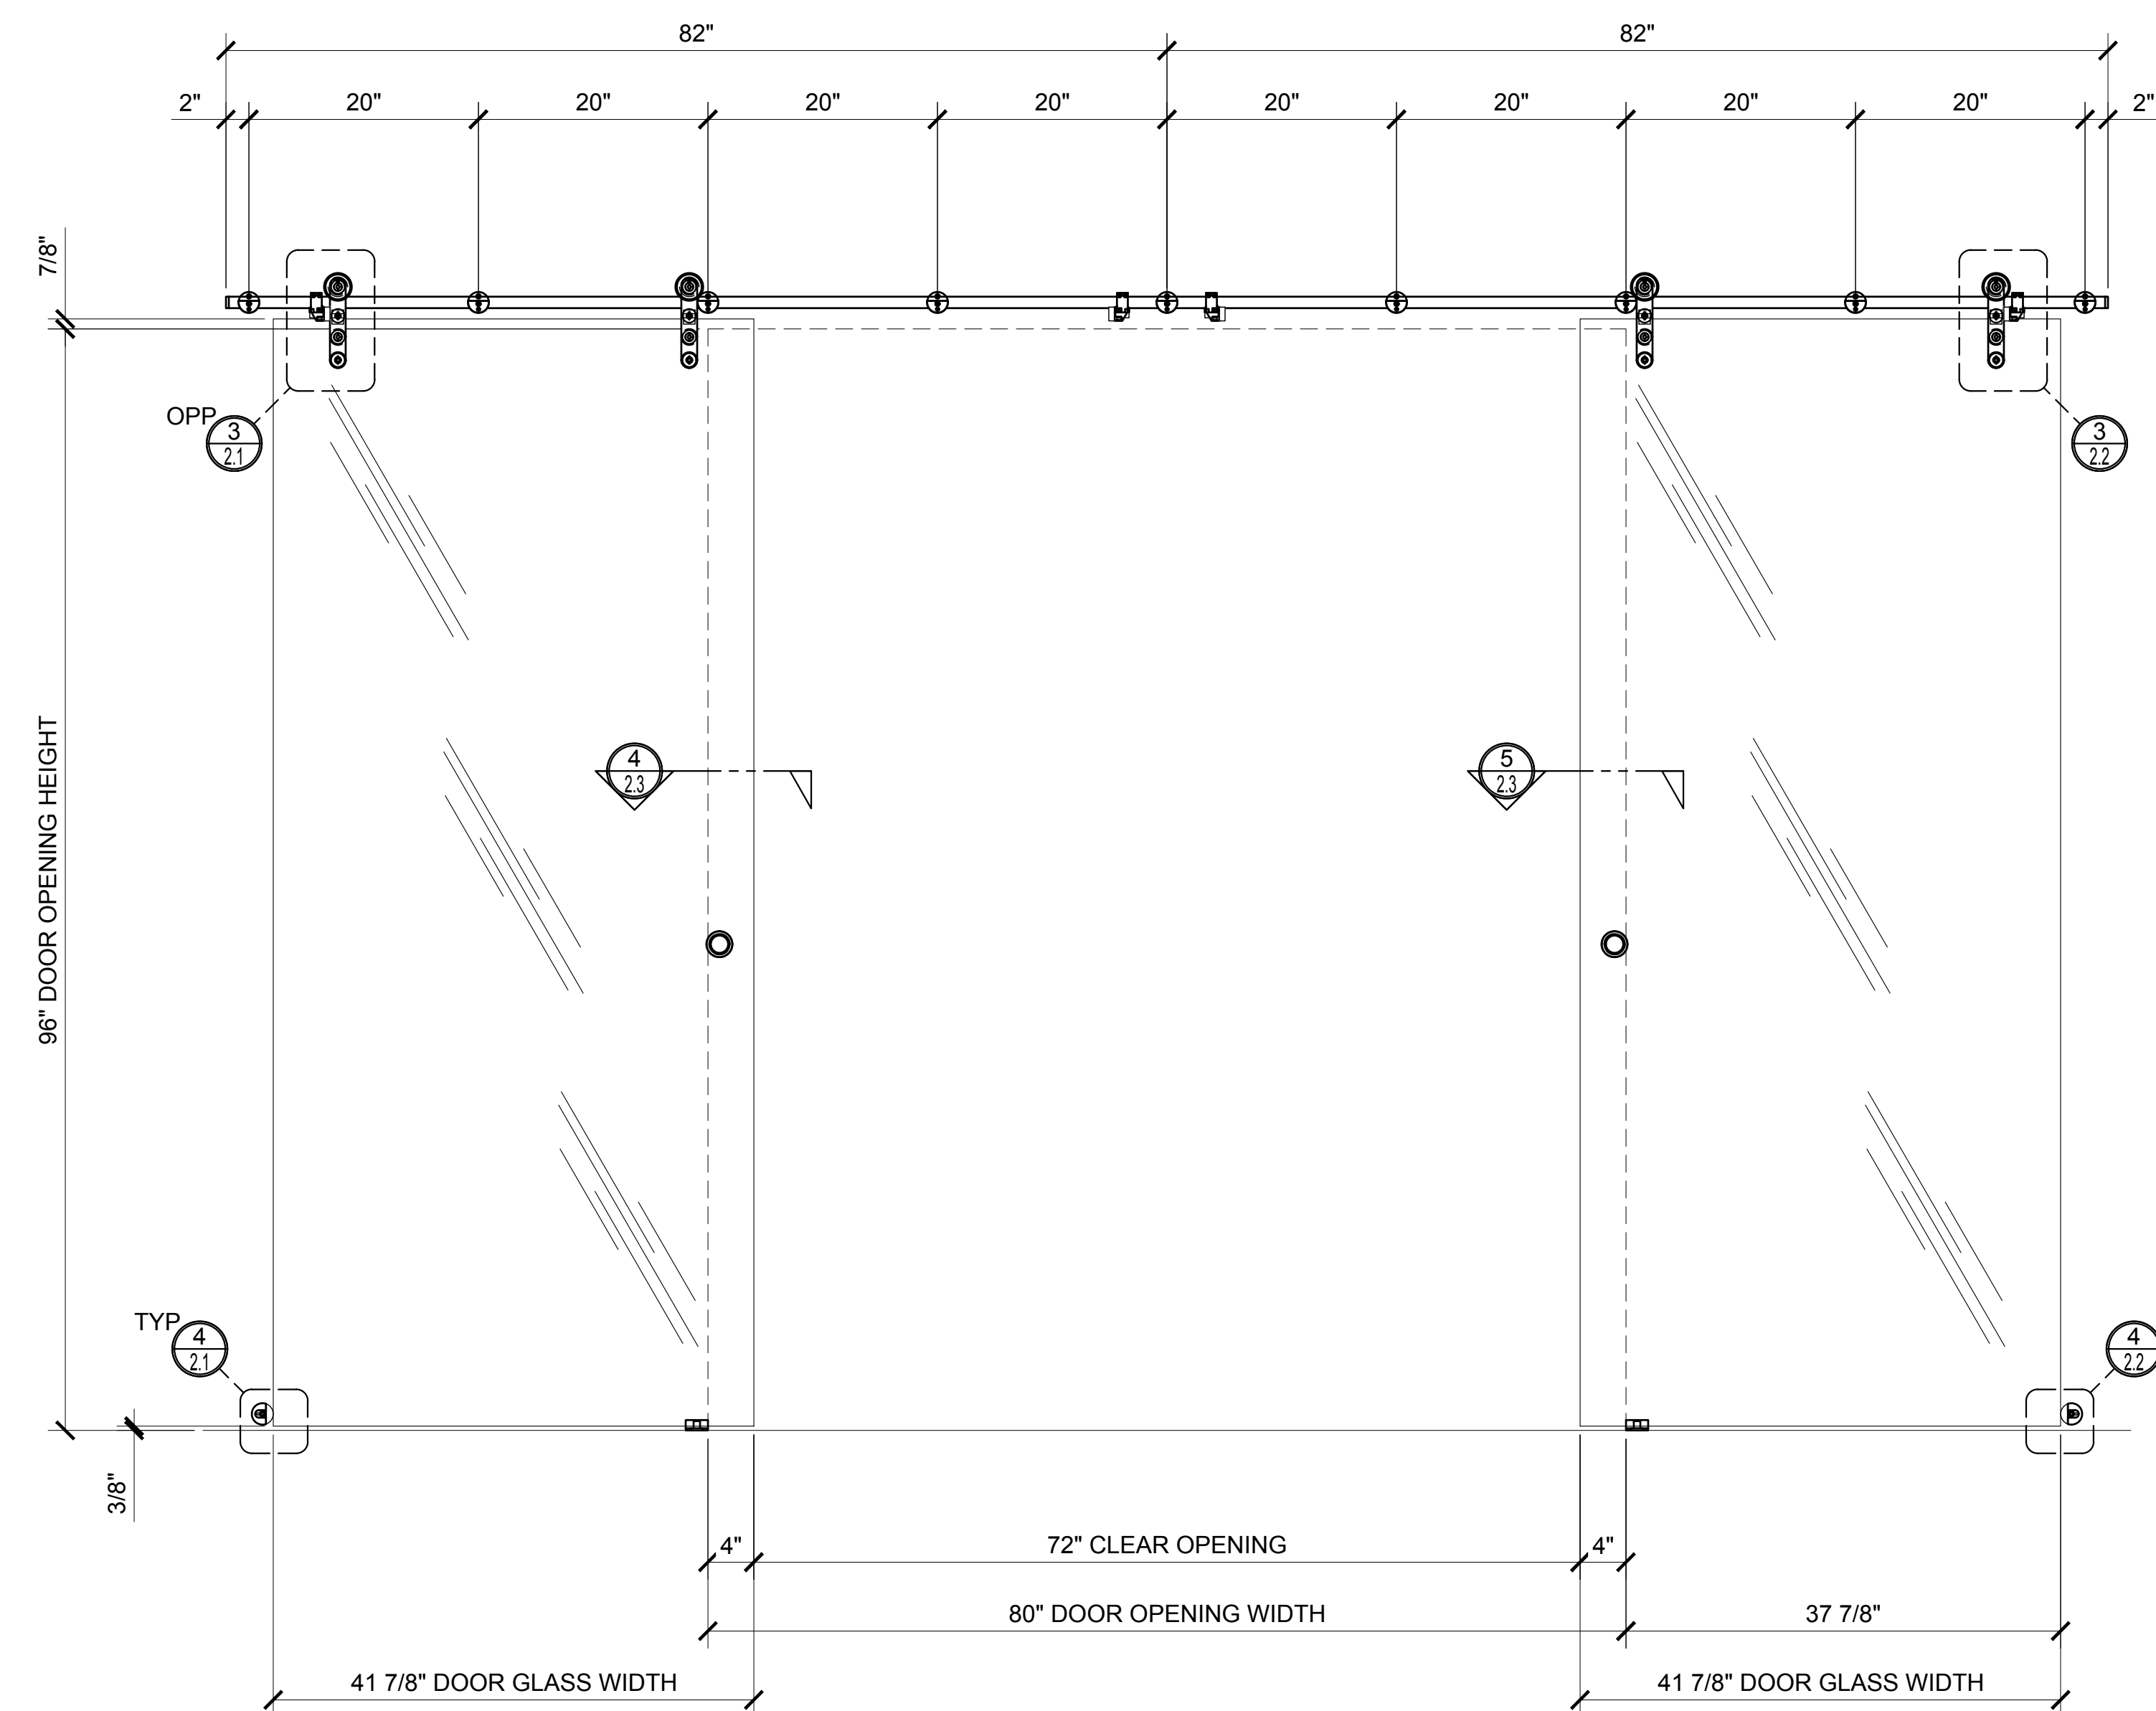 82" 82"
2" 20" 20" 20" 20" 20" 20" 20" 20" 2"
7/8"
OPP
3
2.1
3
2.2
4
2.3
5
2.3
96" DOOR OPENING HEIGHT
TYP
4
2.1
4
2.2
3/8"
4" 72" CLEAR OPENING 4"
80" DOOR OPENING WIDTH 37 7/8"
41 7/8" DOOR GLASS WIDTH 41 7/8" DOOR GLASS WIDTH